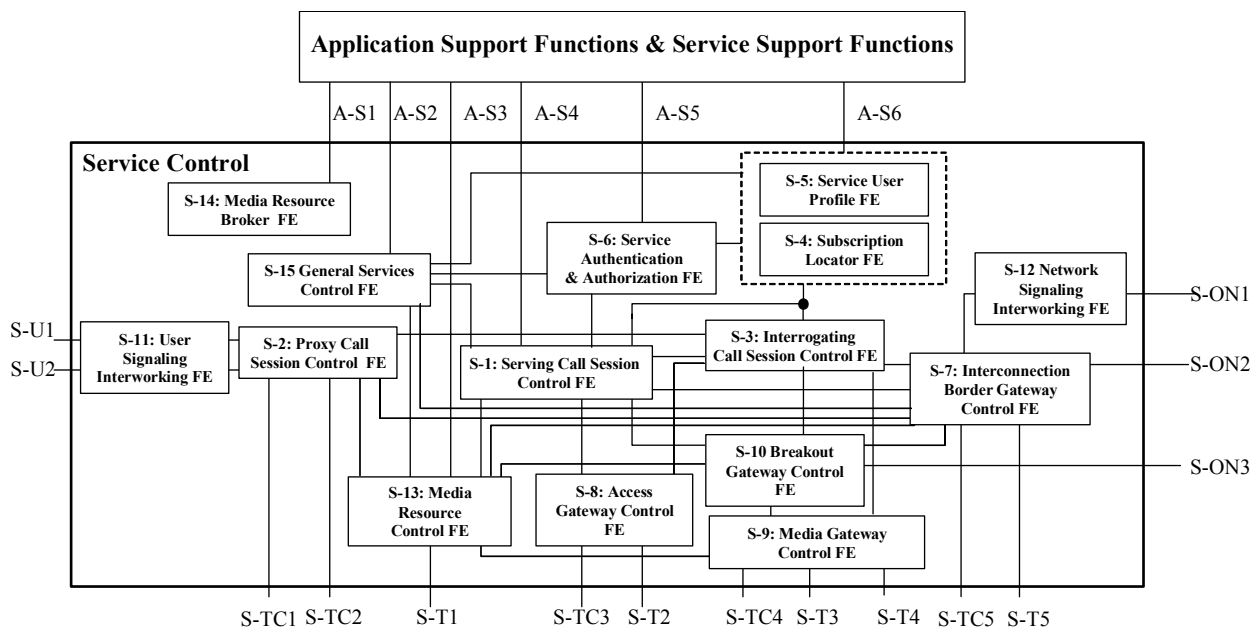 Application Support Functions & Service Support Functions
A-S1
A-S2
A-S3
A-S4
A-S5
A-S6
Service Control
S-14: Media Resource
Broker FE
S-5: Service User
Profile FE
S-4: Subscription
Locator FE
S-6: Service
Authentication
& Authorization FE
S-15 General Services
Control FE
S-12 Network
Signaling
Interworking FE
S-ON1
S-U1
S-U2
S-11: User
Signaling
Interworking FE
S-2: Proxy Call
Session Control FE
S-1: Serving Call Session
Control FE
S-3: Interrogating
Call Session Control FE
S-7: Interconnection
Border Gateway
Control FE
S-ON2
S-10 Breakout
Gateway Control
FE
S-ON3
S-13: Media
Resource
Control FE
S-8: Access
Gateway Control
FE
S-9: Media Gateway
Control FE
S-TC1
S-TC2
S-T1
S-TC3
S-T2
S-TC4
S-T3
S-T4
S-TC5
S-T5